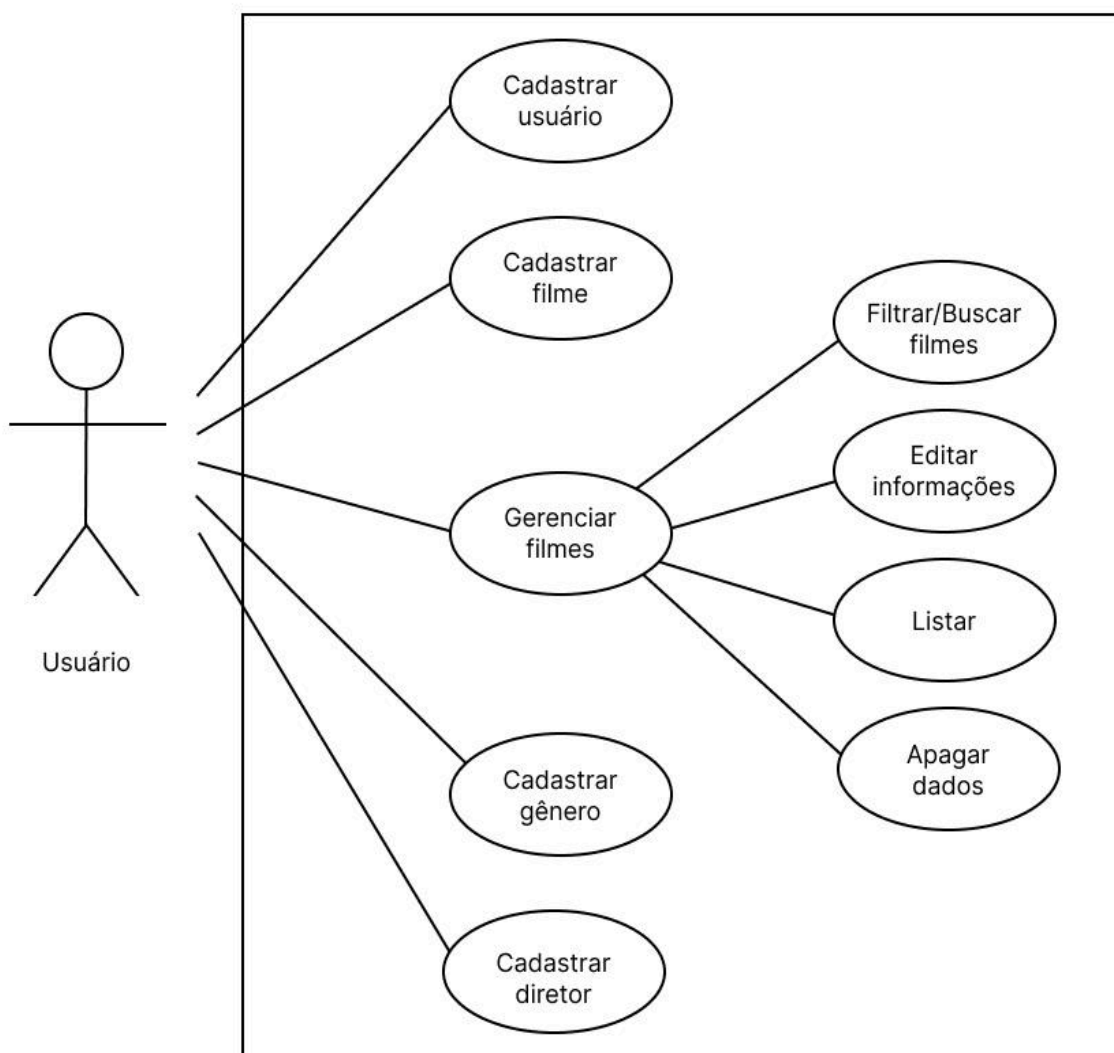 Cadastrar
usuário
Cadastrar
filme
Filtrar/Buscar
filmes
Editar
informações
Gerenciar
filmes
Listar
Usuário
Apagar
dados
Cadastrar
gênero
Cadastrar
diretor